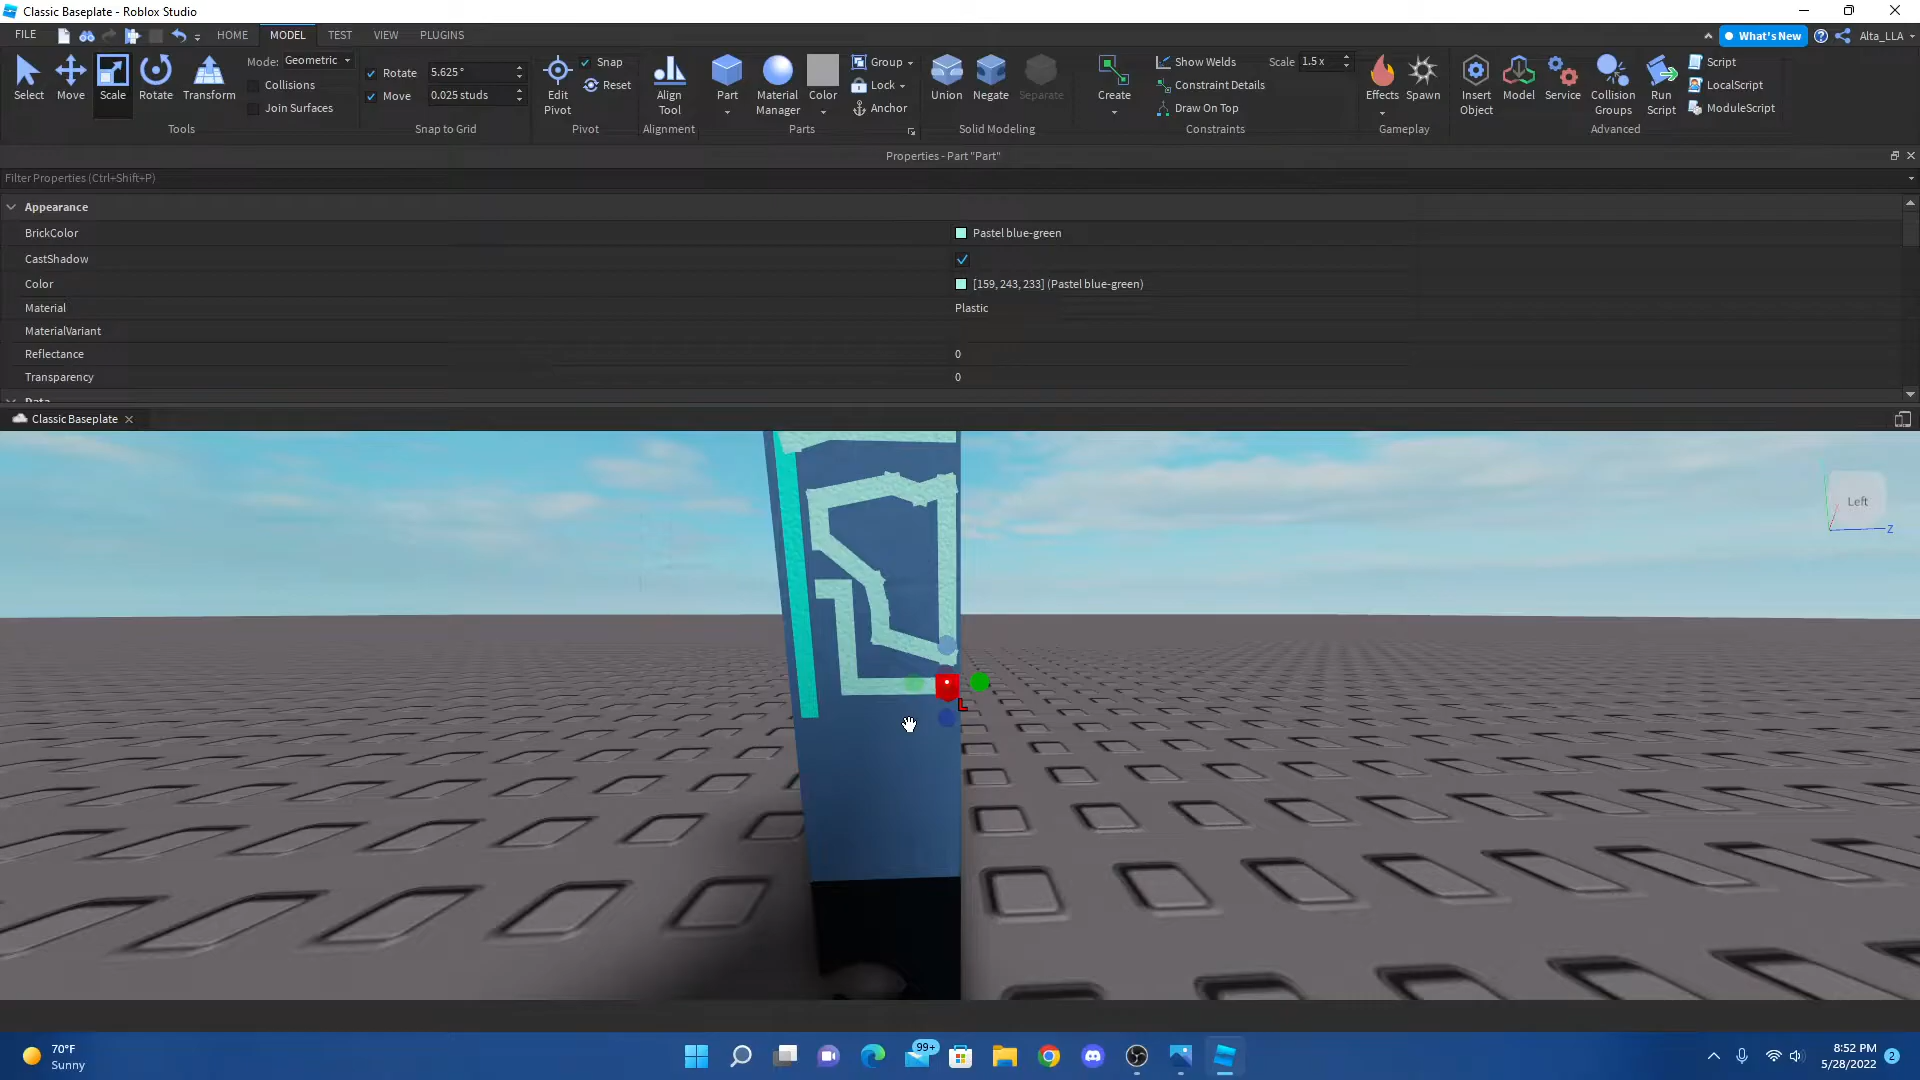 Classic Baseplate - Roblox Studio
FILE HOME MODEL TEST VIEW PLUGINS What's New Alta_LLA
Select Move Scale Rotate Transform
Mode: Geometric
Collisions
Join Surfaces
Tools
Rotate 5.625 °
Move 0.025 studs
Snap to Grid
Edit Pivot
Snap
Reset
Pivot
Align Tool
Alignment
Part
Material Manager
Color
Group
Lock
Anchor
Parts
Union Negate Separate
Solid Modeling
Create
Show Welds Scale 1.5 x
Constraint Details
Draw On Top
Constraints
Effects Spawn
Gameplay
Insert Object
Model
Service
Collision Groups
Run Script
Script
LocalScript
ModuleScript
Advanced
Properties - Part "Part"
Filter Properties (Ctrl+Shift+P)
Appearance
BrickColor Pastel blue-green
CastShadow
Color [159, 243, 233] (Pastel blue-green)
Material Plastic
MaterialVariant
Reflectance 0
Transparency 0
Data
Classic Baseplate
Left
Z
L
99+
70°F
Sunny
8:52 PM
5/28/2022
2